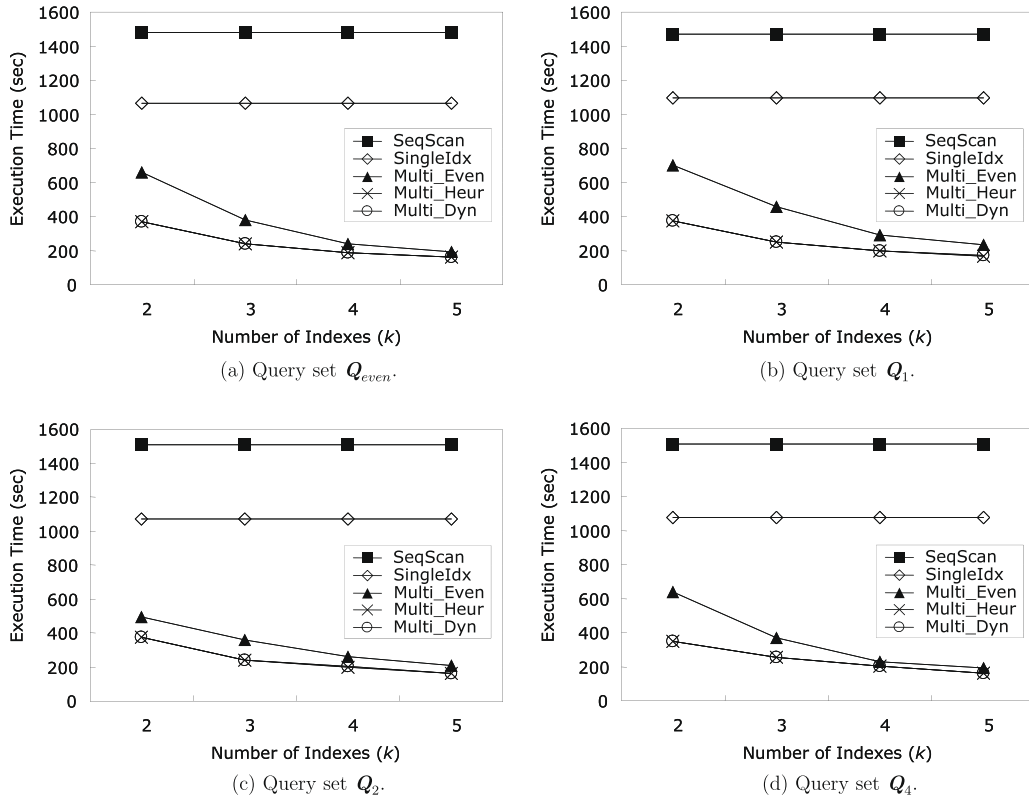 Execution Time (sec)
1600
1400
1200
1000
800
600
400
200
0
SeqScan
SingleIdx
Multi_Even
Multi_Heur
Multi_Dyn
2 3 4 5
Number of Indexes (k)
(a) Query set Q_even.
Execution Time (sec)
1600
1400
1200
1000
800
600
400
200
0
SeqScan
SingleIdx
Multi_Even
Multi_Heur
Multi_Dyn
2 3 4 5
Number of Indexes (k)
(b) Query set Q_1.
Execution Time (sec)
1600
1400
1200
1000
800
600
400
200
0
SeqScan
SingleIdx
Multi_Even
Multi_Heur
Multi_Dyn
2 3 4 5
Number of Indexes (k)
(c) Query set Q_2.
Execution Time (sec)
1600
1400
1200
1000
800
600
400
200
0
SeqScan
SingleIdx
Multi_Even
Multi_Heur
Multi_Dyn
2 3 4 5
Number of Indexes (k)
(d) Query set Q_4.